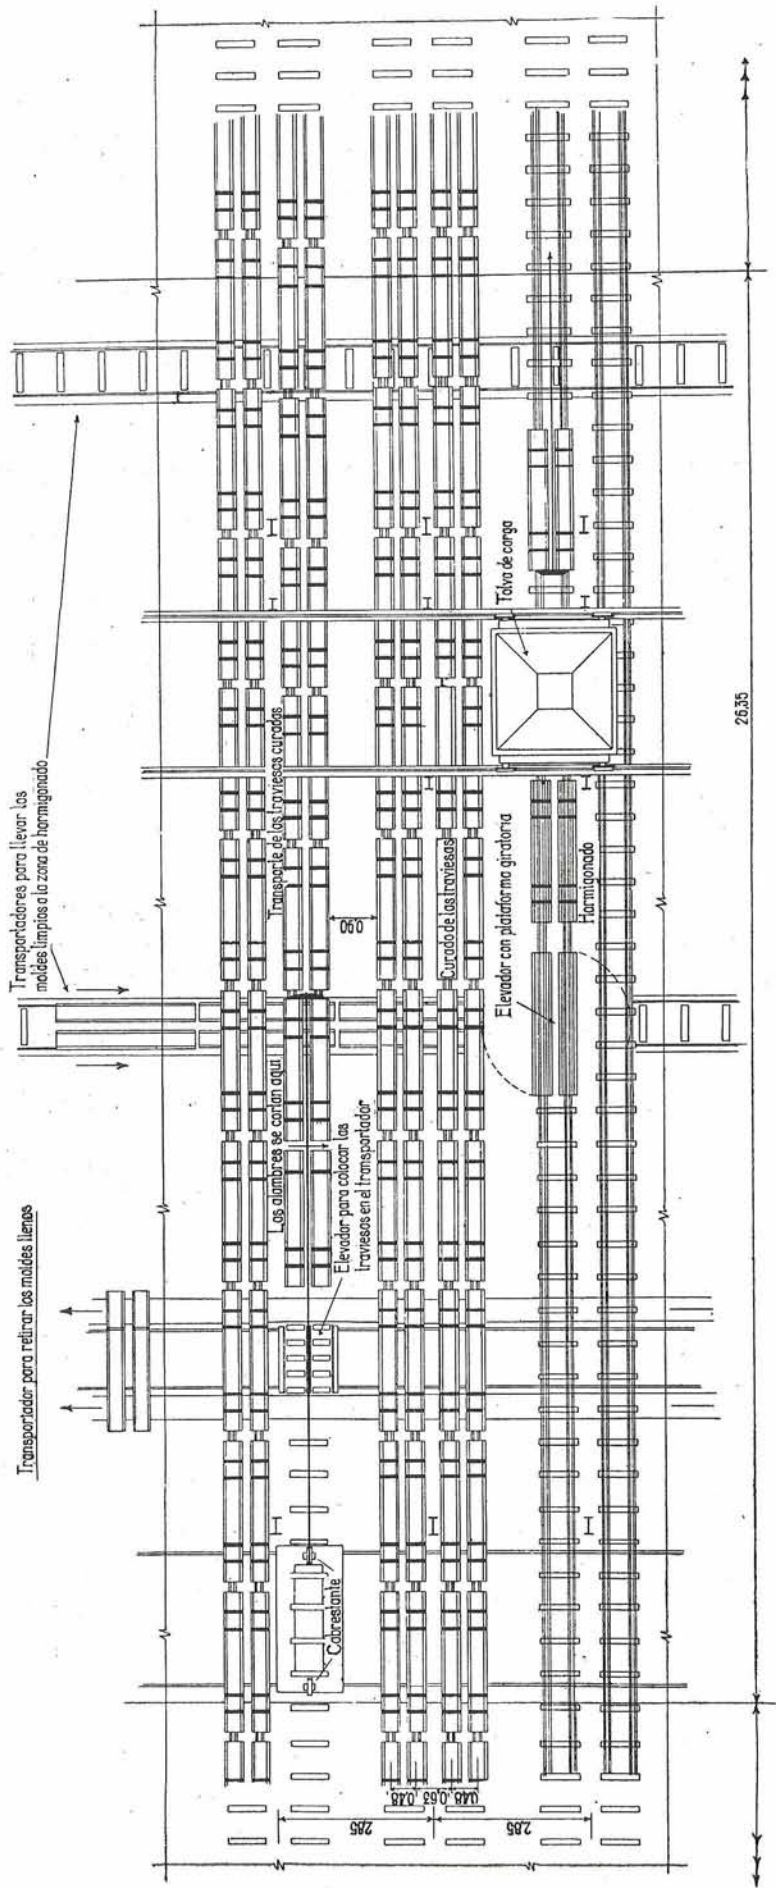 Transportador para retirar los moldes llenos
Transportadores para llevar los
moldes limpios a la zona de hormigonado
Los alambres se cortan aquí
Elevador para colocar las
traviesas en el transportador
Cabrestante
Transporte de las traviesas curadas
0,90
Curado de las traviesas
Elevador con plataforma giratoria
Hormigonado
Tolva de carga
2,85
2,85
0,48
0,63
0,48
26,35